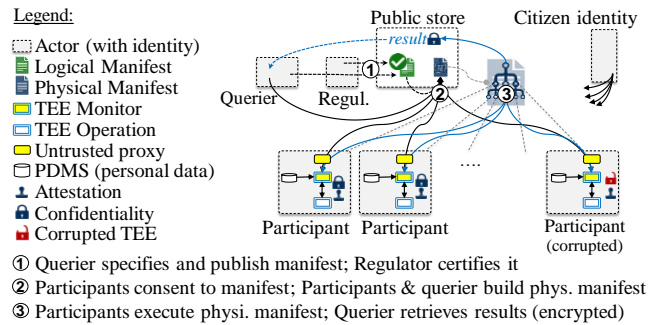 Legend:
Actor (with identity)
Logical Manifest
Physical Manifest
TEE Monitor
TEE Operation
Untrusted proxy
PDMS (personal data)
Attestation
Confidentiality
Corrupted TEE
Public store
Citizen identity
result
①
Querier
Regul.
②
③
....
Participant
Participant
Participant
(corrupted)
① Querier specifies and publish manifest; Regulator certifies it
② Participants consent to manifest; Participants & querier build phys. manifest
③ Participants execute physi. manifest; Querier retrieves results (encrypted)